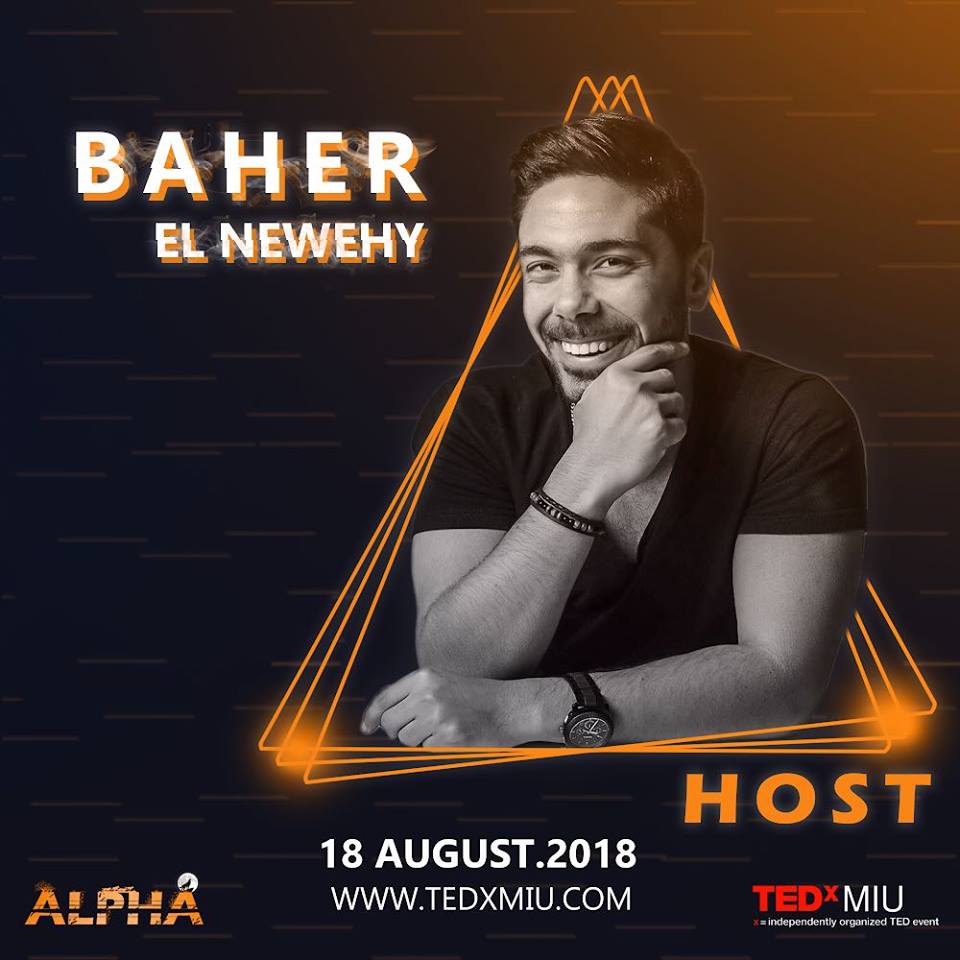 BAHER
EL NEWEHY
HOST
18 AUGUST.2018
WWW.TEDXMIU.COM
ALPHA
TEDxMIU
x = independently organized TED event